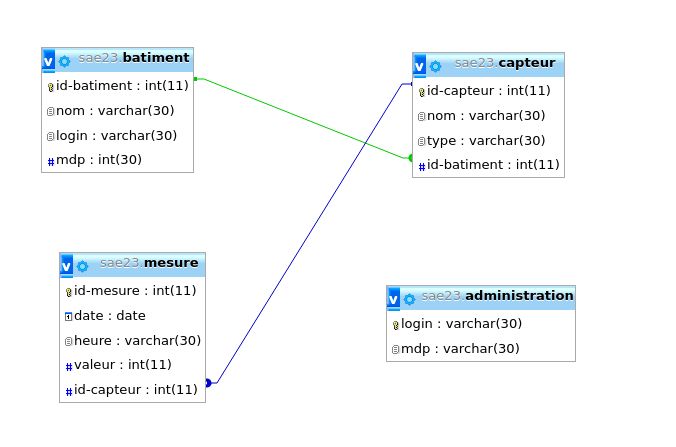 sae23.batiment
id-batiment : int(11)
nom : varchar(30)
login : varchar(30)
mdp : int(30)
sae23.capteur
id-capteur : int(11)
nom : varchar(30)
type : varchar(30)
id-batiment : int(11)
sae23.mesure
id-mesure : int(11)
date : date
heure : varchar(30)
valeur : int(11)
id-capteur : int(11)
sae23.administration
login : varchar(30)
mdp : varchar(30)